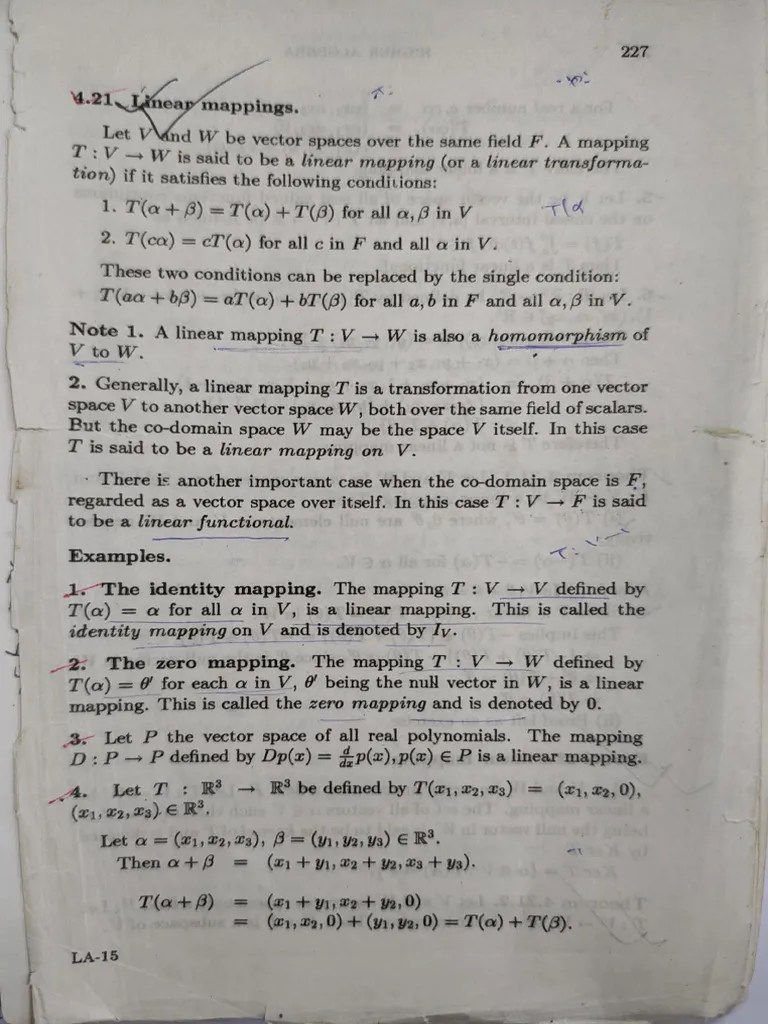 227
4.21 Linear mappings.
Let V and W be vector spaces over the same field F. A mapping
T : V → W is said to be a linear mapping (or a linear transforma-
tion) if it satisfies the following conditions:
1. T(α + β) = T(α) + T(β) for all α, β in V
T(α
2. T(cα) = cT(α) for all c in F and all α in V.
These two conditions can be replaced by the single condition:
T(aα + bβ) = aT(α) + bT(β) for all a, b in F and all α, β in V.
Note 1. A linear mapping T : V → W is also a homomorphism of
V to W.
2. Generally, a linear mapping T is a transformation from one vector
space V to another vector space W, both over the same field of scalars.
But the co-domain space W may be the space V itself. In this case
T is said to be a linear mapping on V.
There is another important case when the co-domain space is F,
regarded as a vector space over itself. In this case T : V → F is said
to be a linear functional.
T : V
Examples.
1. The identity mapping. The mapping T : V → V defined by
T(α) = α for all α in V, is a linear mapping. This is called the
identity mapping on V and is denoted by I_V.
2. The zero mapping. The mapping T : V → W defined by
T(α) = θ′ for each α in V, θ′ being the null vector in W, is a linear
mapping. This is called the zero mapping and is denoted by 0.
3. Let P the vector space of all real polynomials. The mapping
D : P → P defined by Dp(x) = d/dx p(x), p(x) ∈ P is a linear mapping.
4. Let T : ℝ³ → ℝ³ be defined by T(x₁, x₂, x₃) = (x₁, x₂, 0),
(x₁, x₂, x₃) ∈ ℝ³.
Let α = (x₁, x₂, x₃), β = (y₁, y₂, y₃) ∈ ℝ³.
Then α + β = (x₁ + y₁, x₂ + y₂, x₃ + y₃).
T(α + β) = (x₁ + y₁, x₂ + y₂, 0)
= (x₁, x₂, 0) + (y₁, y₂, 0) = T(α) + T(β).
LA-15